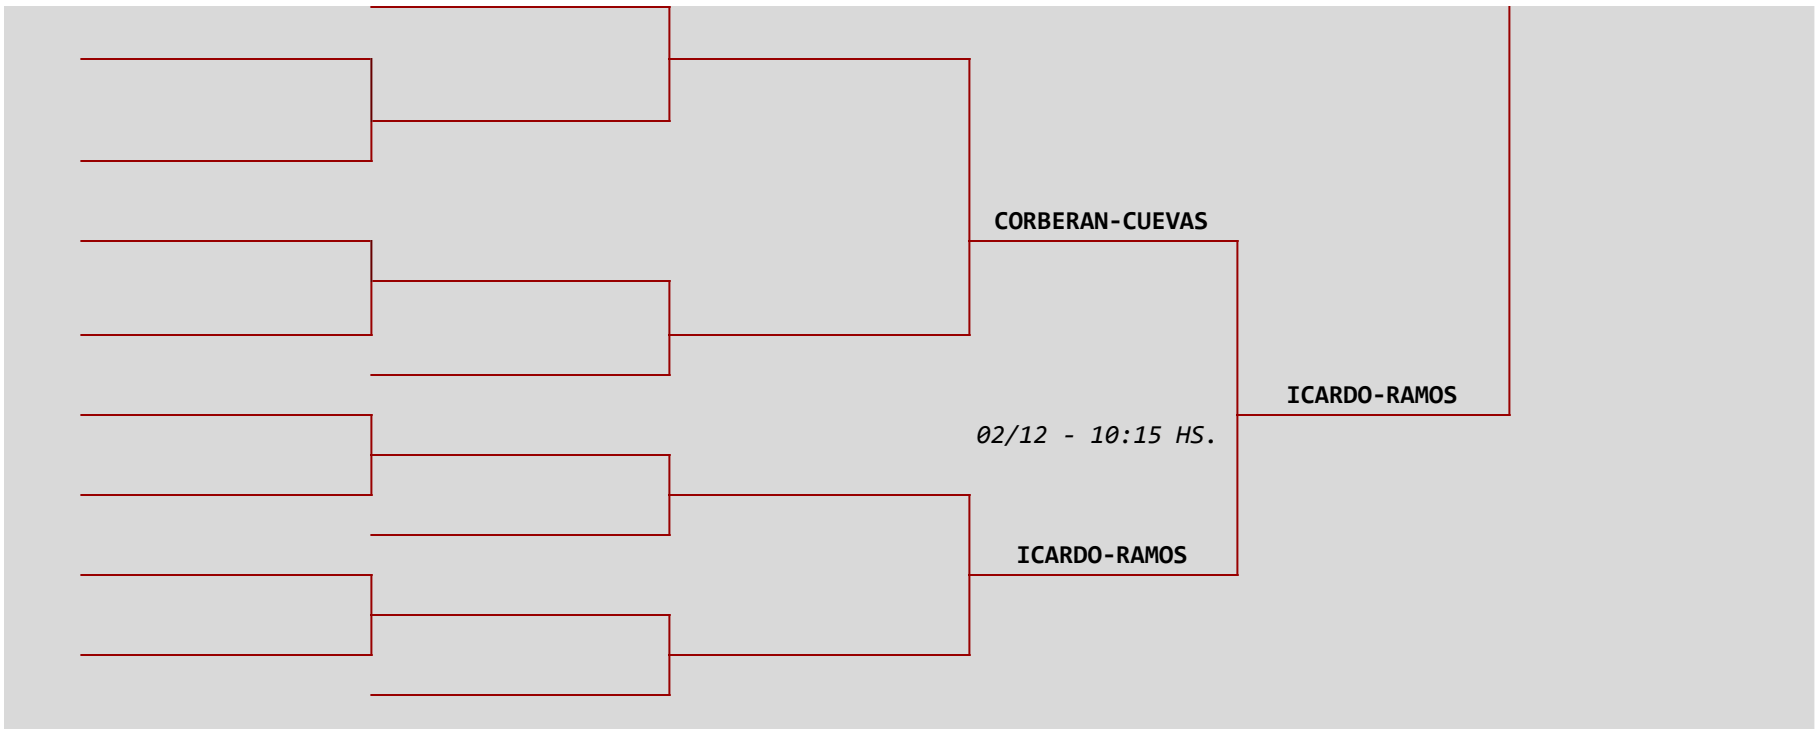 CORBERAN-CUEVAS
ICARDO-RAMOS
02/12 - 10:15 HS.
ICARDO-RAMOS